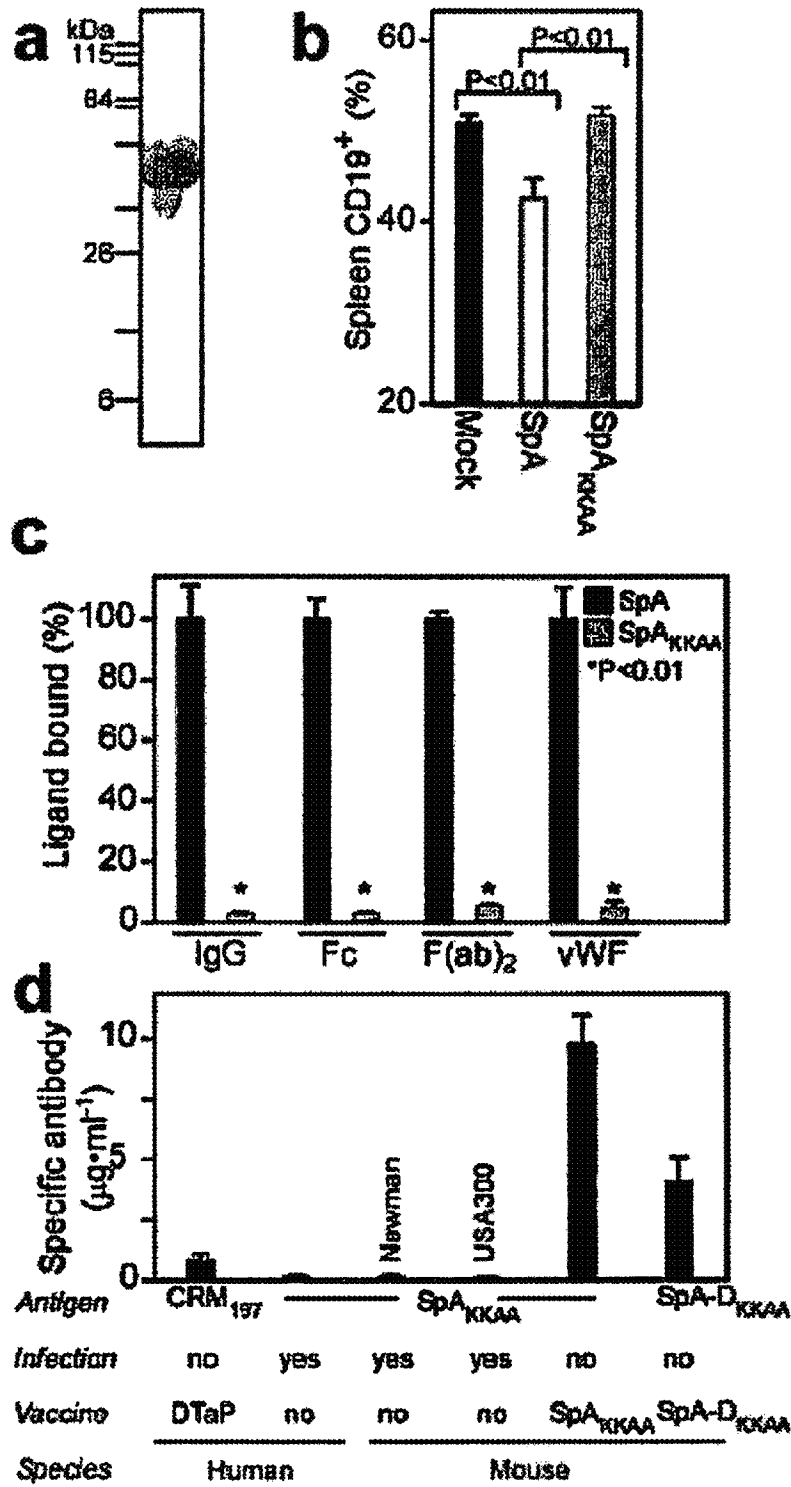 a
kDa
115
64
26
6
b
Spleen CD19+ (%)
60
40
20
P<0.01
P<0.01
Mock
SpA
SpAKKAA
c
Ligand bound (%)
100
80
60
40
20
0
SpA
SpAKKAA
*P<0.01
* * * *
IgG Fc F(ab)2 vWF
d
Specific antibody
(µg•ml-1)
10
5
0
Newman
USA300
Antigen CRM197 SpAKKAA SpA-DKKAA
Infection no yes yes yes no no
Vaccine DTaP no no no SpAKKAA SpA-DKKAA
Species Human Mouse